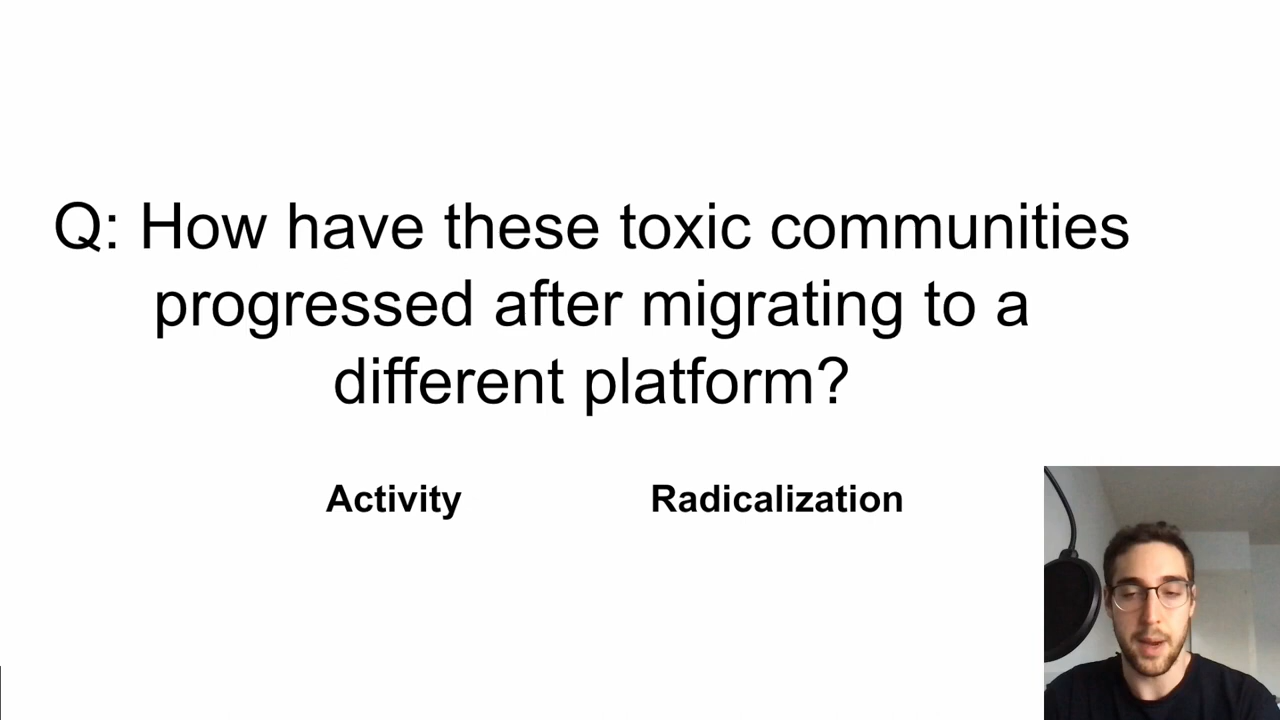 Q: How have these toxic communities
progressed after migrating to a
different platform?
Activity Radicalization